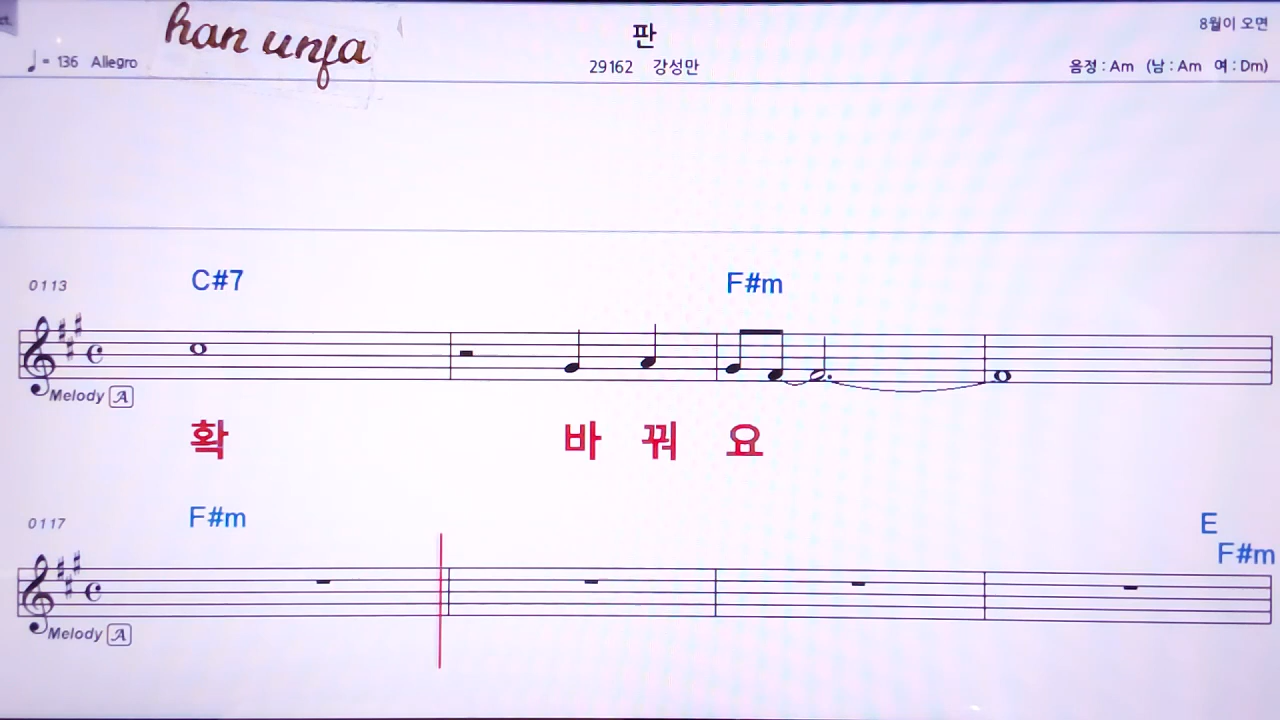 han unja
판
8월이 오면
♩= 136 Allegro
29162 강성만
음정 : Am (남 : Am 여 : Dm)
0113
C#7 F#m
Melody A
확 바 꿔 요
0117
F#m E F#m
Melody A